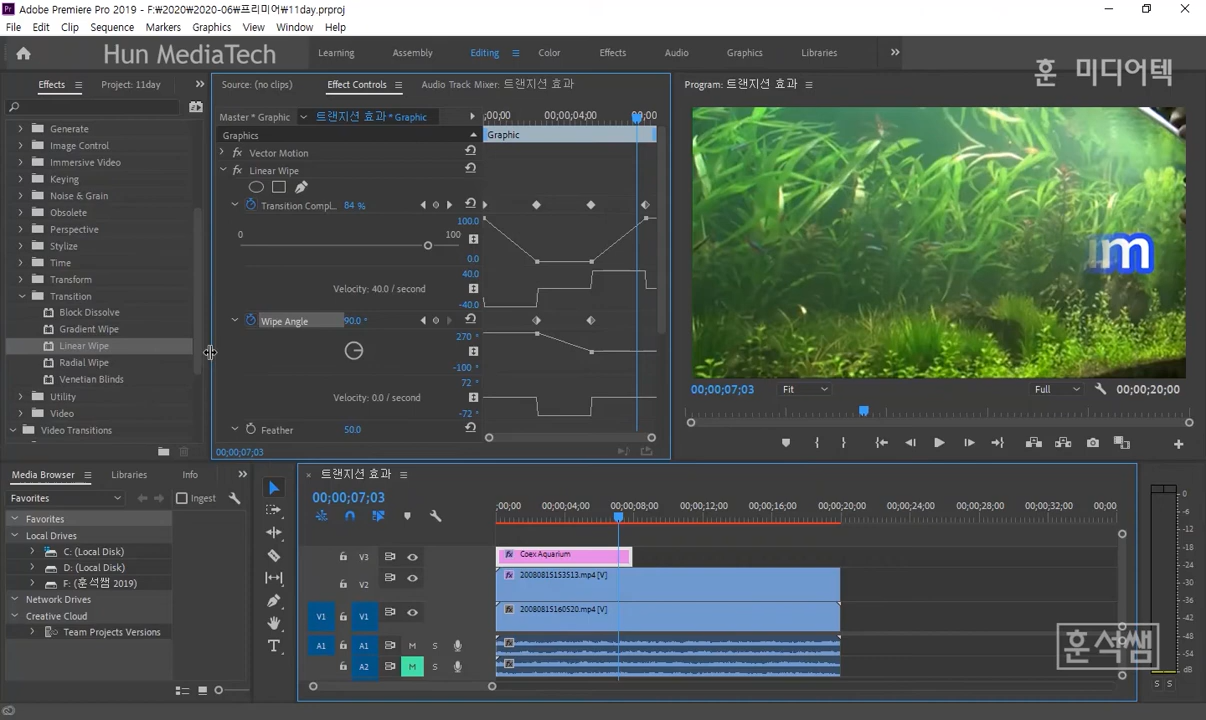 Adobe Premiere Pro 2019 - F:₩2020₩2020-06₩프리미어₩11day.prproj
File Edit Clip Sequence Markers Graphics View Window Help
Hun MediaTech Learning Assembly Editing Color Effects Audio Graphics Libraries
훈 미디어텍
Effects Project: 11day Source: (no clips) Effect Controls Audio Track Mixer: 트랜지션 효과 Program: 트랜지션 효과
Master * Graphic 트랜지션 효과 * Graphic ;00;00 00;00;04;00
Graphics Graphic
Generate
Image Control
Immersive Video
Keying
Noise & Grain
Obsolete
Perspective
Stylize
Time
Transform
Transition
Block Dissolve
Gradient Wipe
Linear Wipe
Radial Wipe
Venetian Blinds
Utility
Video
Video Transitions
fx Vector Motion
fx Linear Wipe
Transition Compl... 84 %
100.0
0 100
0.0
40.0
Velocity: 40.0 / second
-40.0
Wipe Angle 90.0 °
270 °
-100 °
72 °
Velocity: 0.0 / second
-72 °
Feather 50.0
00;00;07;03
m
00;00;07;03 Fit Full 00;00;20;00
Media Browser Libraries Info
Favorites Ingest
Favorites
Local Drives
C: (Local Disk)
D: (Local Disk)
F: (훈석쌤 2019)
Network Drives
Creative Cloud
Team Projects Versions
트랜지션 효과
00;00;07;03
;00;00 00;00;04;00 00;00;08;00 00;00;12;00 00;00;16;00 00;00;20;00 00;00;24;00 00;00;28;00 00;00;32;00 00;
V3 fx Coex Aquarium
V2 fx 20080815153513.mp4 [V]
V1 V1 fx 20080815160520.mp4 [V]
A1 A1 M S
A2 M S
0
-6
-12
-18
-24
-30
-36
-42
-48
-54
dB
S S
훈석쌤